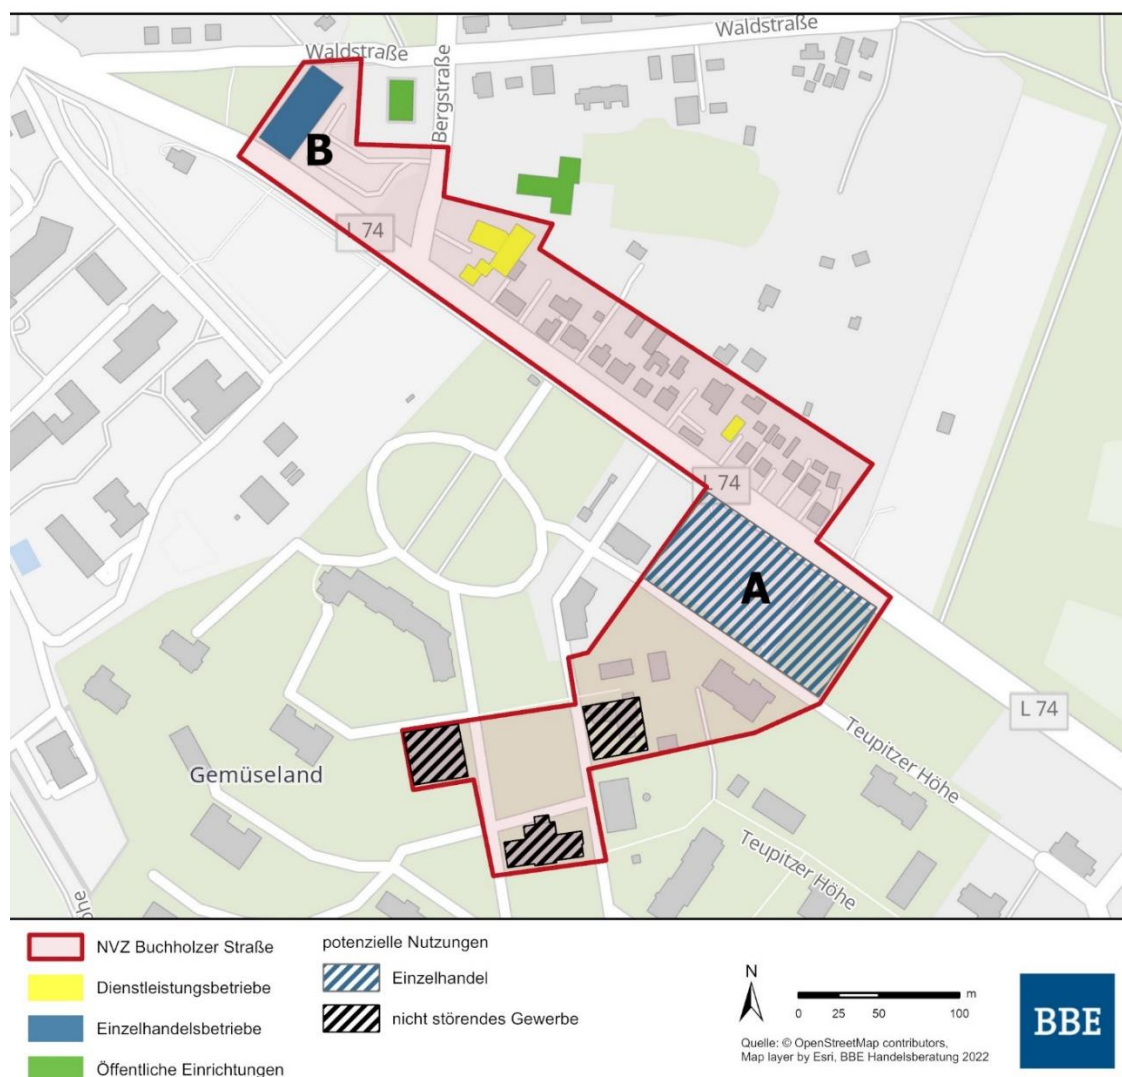 Waldstraße
Waldstraße
Bergstraße
B
L 74
L 74
A
L 74
Gemüseland
Teupitzer Höhe
Teupitzer Höhe
öhe
NVZ Buchholzer Straße
Dienstleistungsbetriebe
Einzelhandelsbetriebe
Öffentliche Einrichtungen
potenzielle Nutzungen
Einzelhandel
nicht störendes Gewerbe
N
m
0 25 50 100
Quelle: © OpenStreetMap contributors,
Map layer by Esri, BBE Handelsberatung 2022
BBE